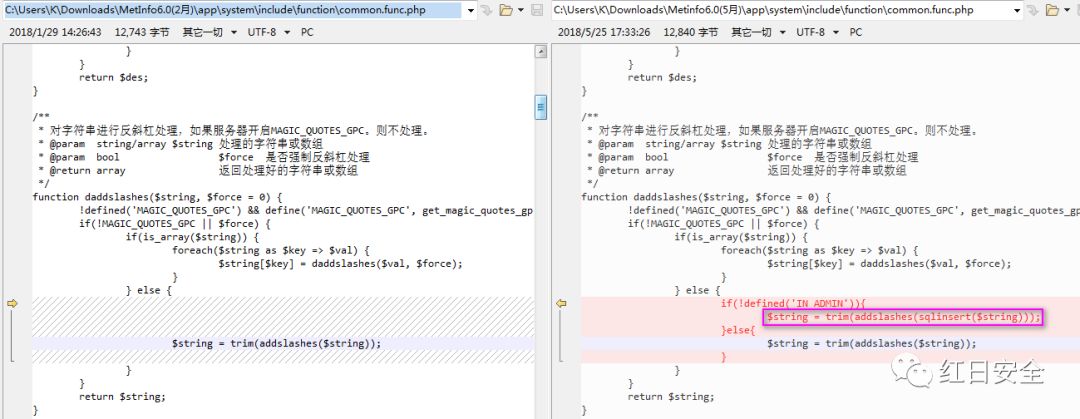 C:\Users\K\Downloads\MetInfo6.0(2月)\app\system\include\function\common.func.php
2018/1/29 14:26:43 12,743 字节 其它一切 UTF-8 PC
}
}
return $des;
}
/**
* 对字符串进行反斜杠处理，如果服务器开启MAGIC_QUOTES_GPC。则不处理。
* @param string/array $string 处理的字符串或数组
* @param bool $force 是否强制反斜杠处理
* @return array 返回处理好的字符串或数组
*/
function daddslashes($string, $force = 0) {
!defined('MAGIC_QUOTES_GPC') && define('MAGIC_QUOTES_GPC', get_magic_quotes_gp
if(!MAGIC_QUOTES_GPC || $force) {
if(is_array($string)) {
foreach($string as $key => $val) {
$string[$key] = daddslashes($val, $force);
}
} else {
$string = trim(addslashes($string));
}
}
return $string;
}
C:\Users\K\Downloads\Metinfo6.0(5月)\app\system\include\function\common.func.php
2018/5/25 17:33:26 12,840 字节 其它一切 UTF-8 PC
}
}
return $des;
}
/**
* 对字符串进行反斜杠处理，如果服务器开启MAGIC_QUOTES_GPC。则不处理。
* @param string/array $string 处理的字符串或数组
* @param bool $force 是否强制反斜杠处理
* @return array 返回处理好的字符串或数组
*/
function daddslashes($string, $force = 0) {
!defined('MAGIC_QUOTES_GPC') && define('MAGIC_QUOTES_GPC', get_magic_quotes_gp
if(!MAGIC_QUOTES_GPC || $force) {
if(is_array($string)) {
foreach($string as $key => $val) {
$string[$key] = daddslashes($val, $force);
}
} else {
if(!defined('IN_ADMIN')){
$string = trim(addslashes(sqlinsert($string)));
}else{
$string = trim(addslashes($string));
}
}
}
return $string;
}
红日安全